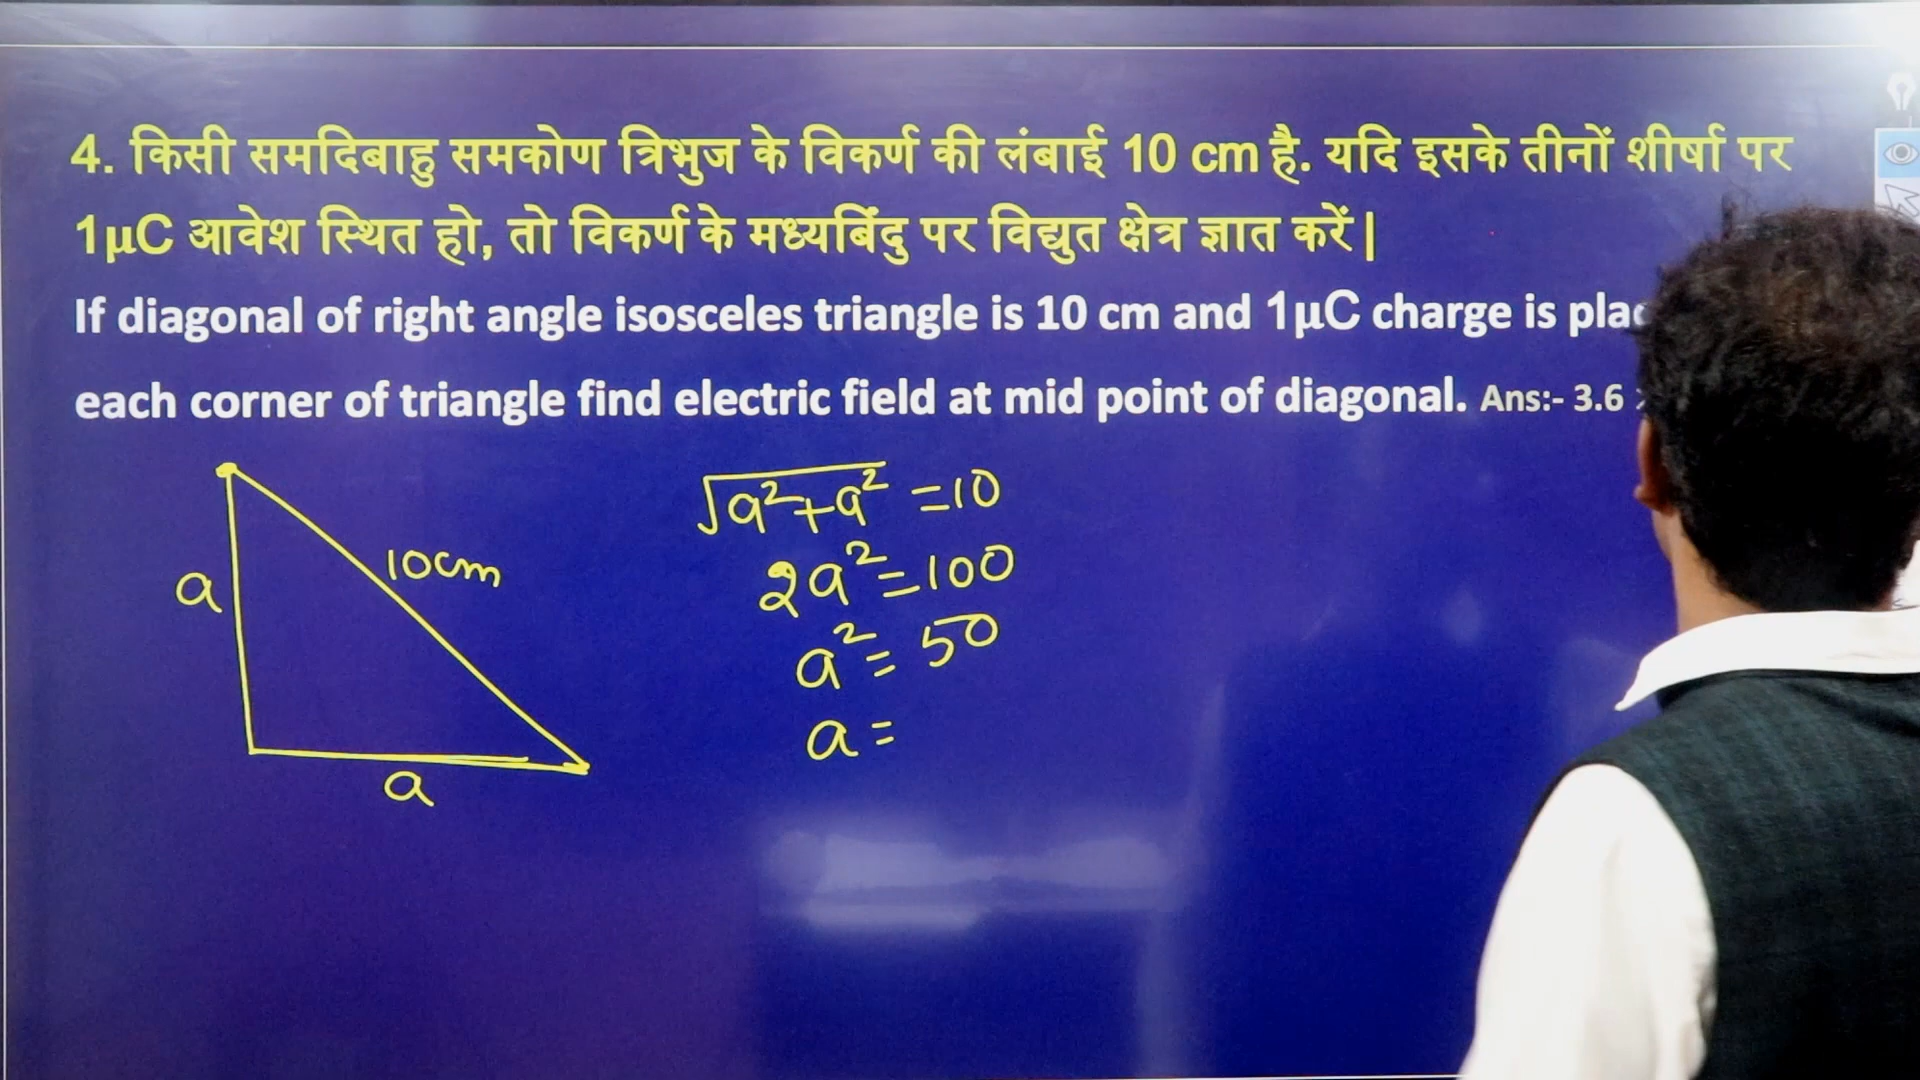 4. किसी समदिबाहु समकोण त्रिभुज के विकर्ण की लंबाई 10 cm है. यदि इसके तीनों शीर्षा पर
1μC आवेश स्थित हो, तो विकर्ण के मध्यबिंदु पर विद्युत क्षेत्र ज्ञात करें|
If diagonal of right angle isosceles triangle is 10 cm and 1μC charge is
each corner of triangle find electric field at mid point of diagonal. Ans:- 3.6
√a²+a² =10
10cm
2a²=100
a
a²= 50
a=
a